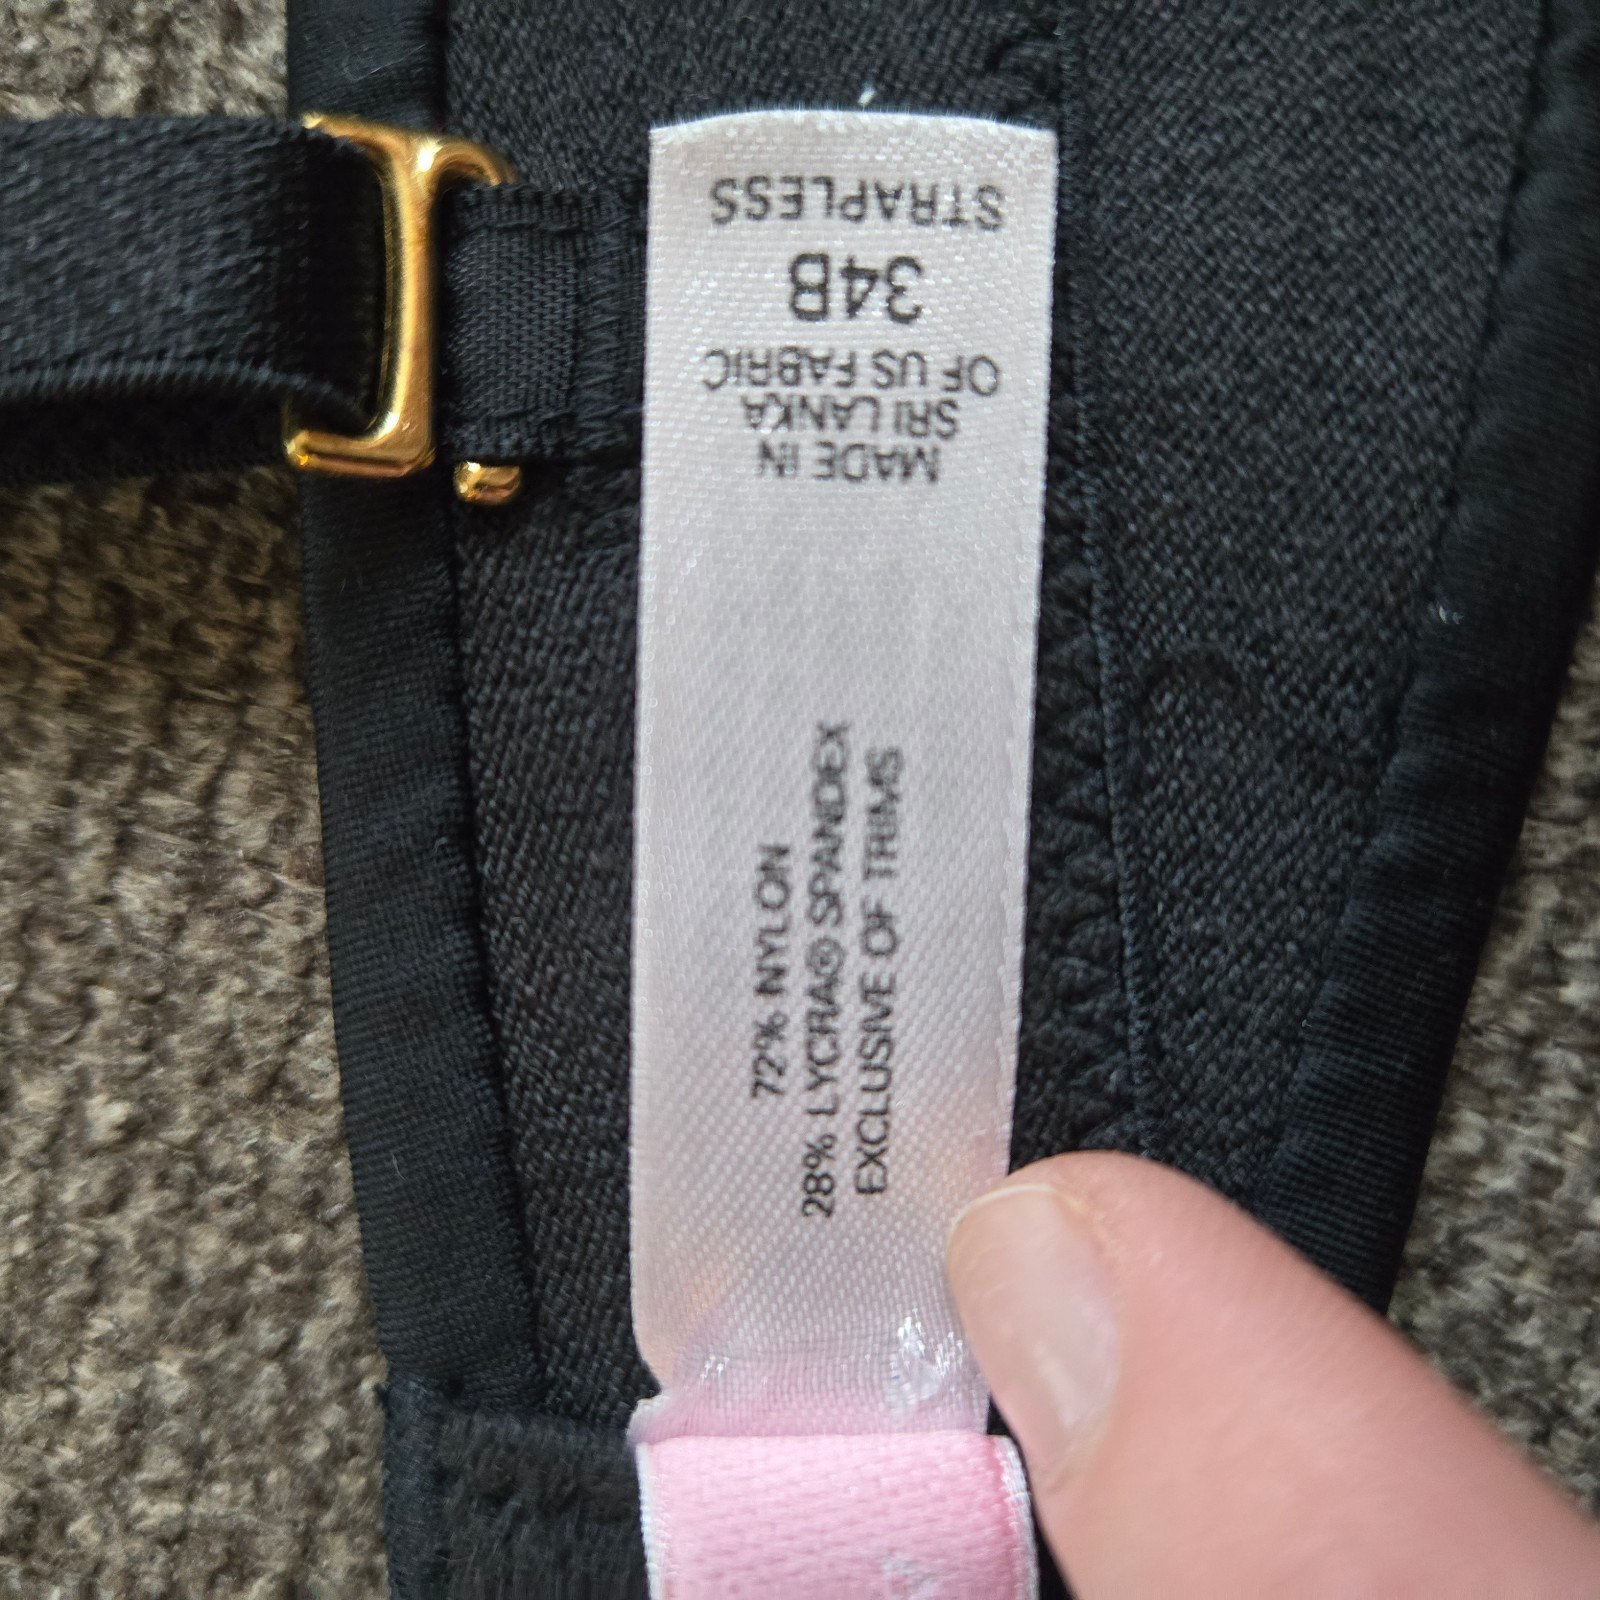 STRAPLESS
34B
OF US FABRIC
SRI LANKA
MADE IN
72% NYLON
28% LYCRA® SPANDEX
EXCLUSIVE OF TRIMS